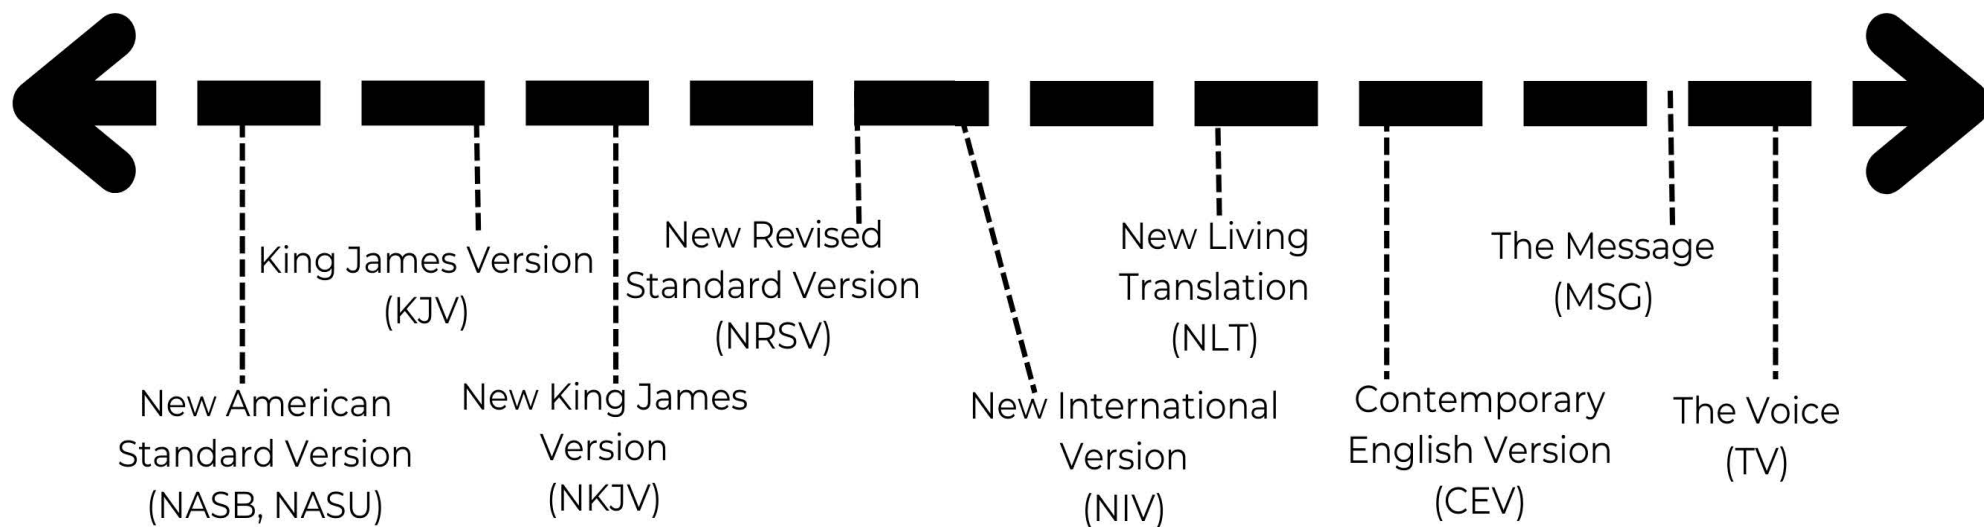 King James Version
(KJV)
New Revised
Standard Version
(NRSV)
New Living
Translation
(NLT)
The Message
(MSG)
New American
Standard Version
(NASB, NASU)
New King James
Version
(NKJV)
New International
Version
(NIV)
Contemporary
English Version
(CEV)
The Voice
(TV)